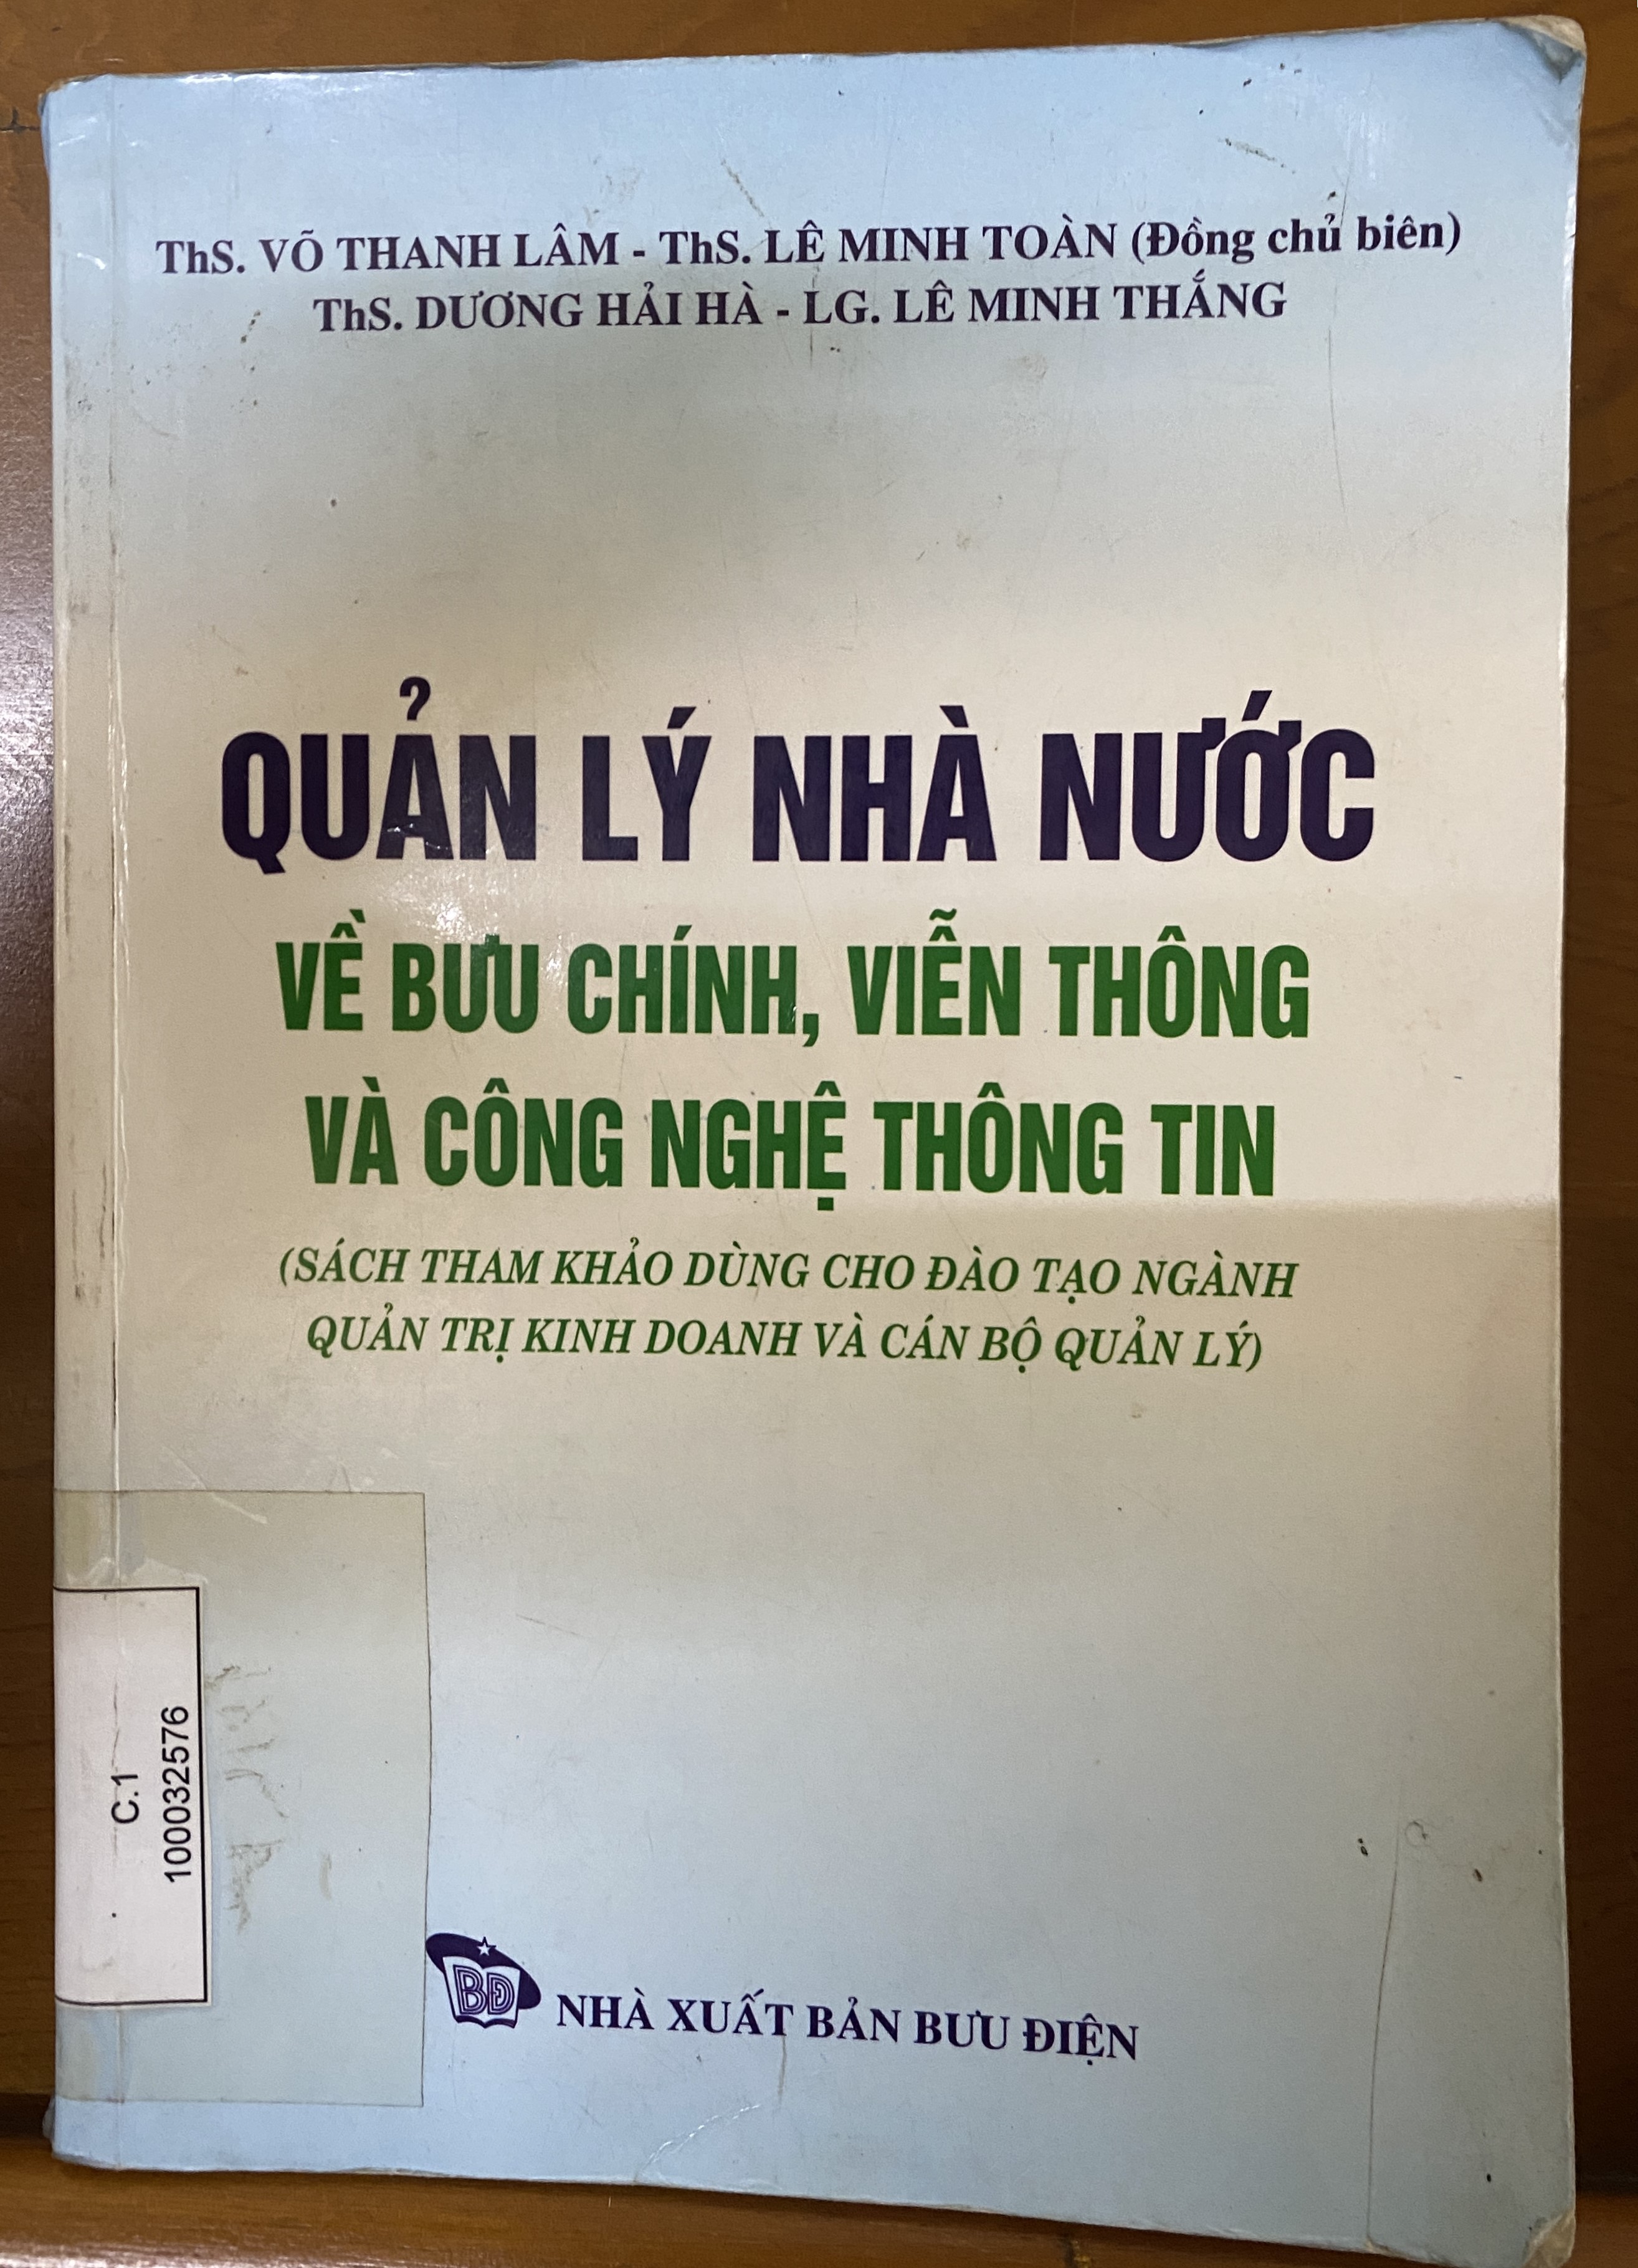 ThS. VÕ THANH LÂM - ThS. LÊ MINH TOÀN (Đồng chủ biên)
ThS. DƯƠNG HẢI HÀ - LG. LÊ MINH THẮNG
QUẢN LÝ NHÀ NƯỚC
VỀ BƯU CHÍNH, VIỄN THÔNG
VÀ CÔNG NGHỆ THÔNG TIN
(SÁCH THAM KHẢO DÙNG CHO ĐÀO TẠO NGÀNH
QUẢN TRỊ KINH DOANH VÀ CÁN BỘ QUẢN LÝ)
C.1
100032576
BĐ
NHÀ XUẤT BẢN BƯU ĐIỆN